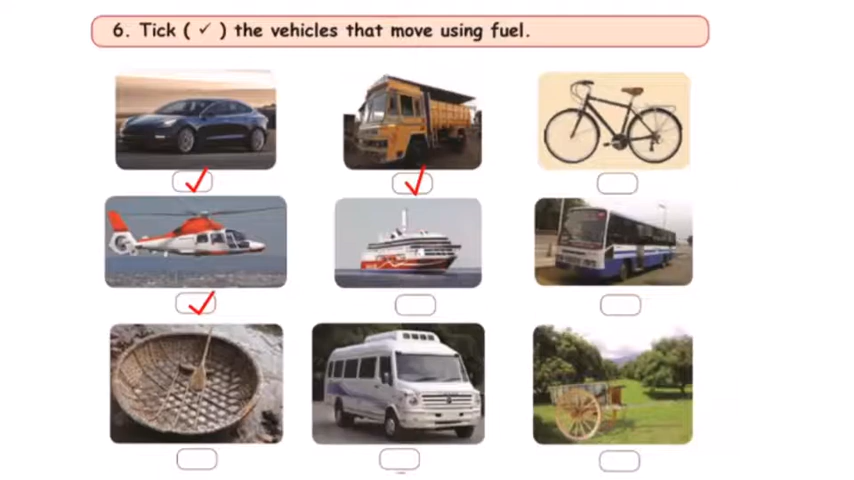 6. Tick ( ✓ ) the vehicles that move using fuel.